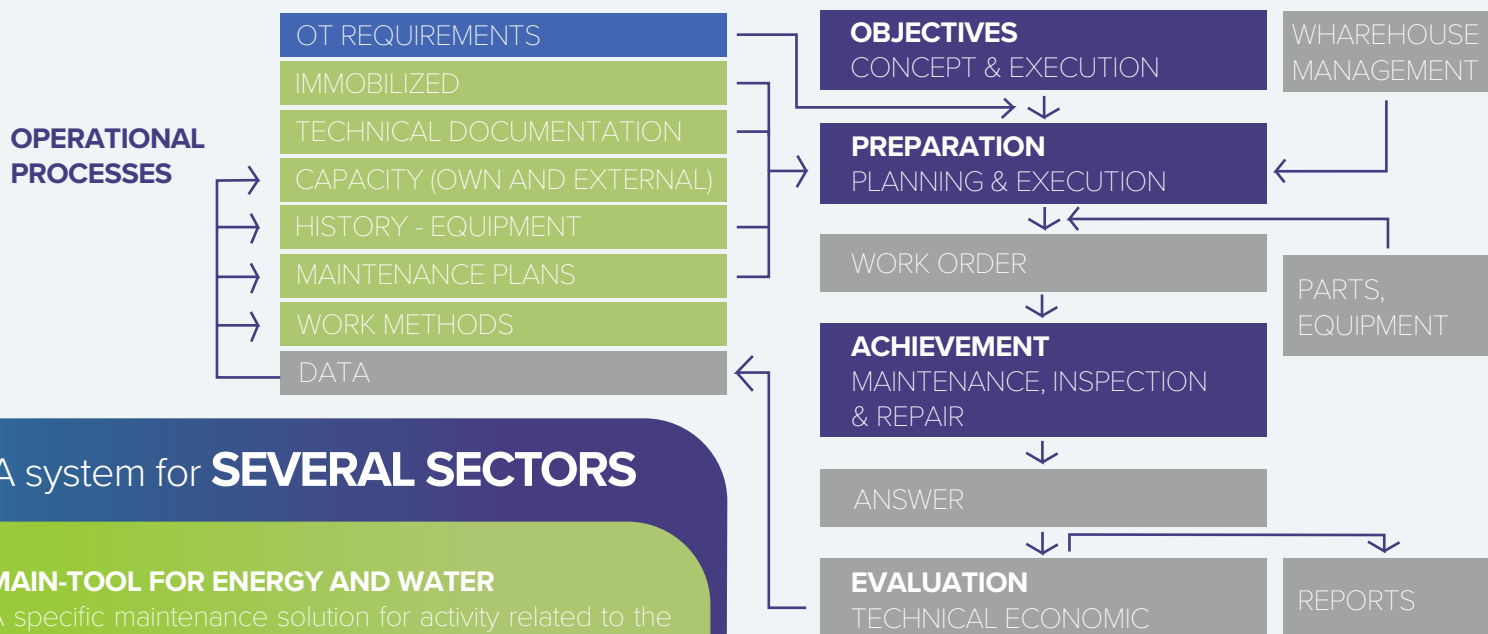 OPERATIONAL
PROCESSES
OT REQUIREMENTS
IMMOBILIZED
TECHNICAL DOCUMENTATION
CAPACITY (OWN AND EXTERNAL)
HISTORY - EQUIPMENT
MAINTENANCE PLANS
WORK METHODS
DATA
OBJECTIVES
CONCEPT & EXECUTION
PREPARATION
PLANNING & EXECUTION
WORK ORDER
ACHIEVEMENT
MAINTENANCE, INSPECTION
& REPAIR
ANSWER
EVALUATION
TECHNICAL ECONOMIC
WHAREHOUSE
MANAGEMENT
PARTS,
EQUIPMENT
REPORTS
A system for SEVERAL SECTORS
MAIN-TOOL FOR ENERGY AND WATER
A specific maintenance solution for activity related to the